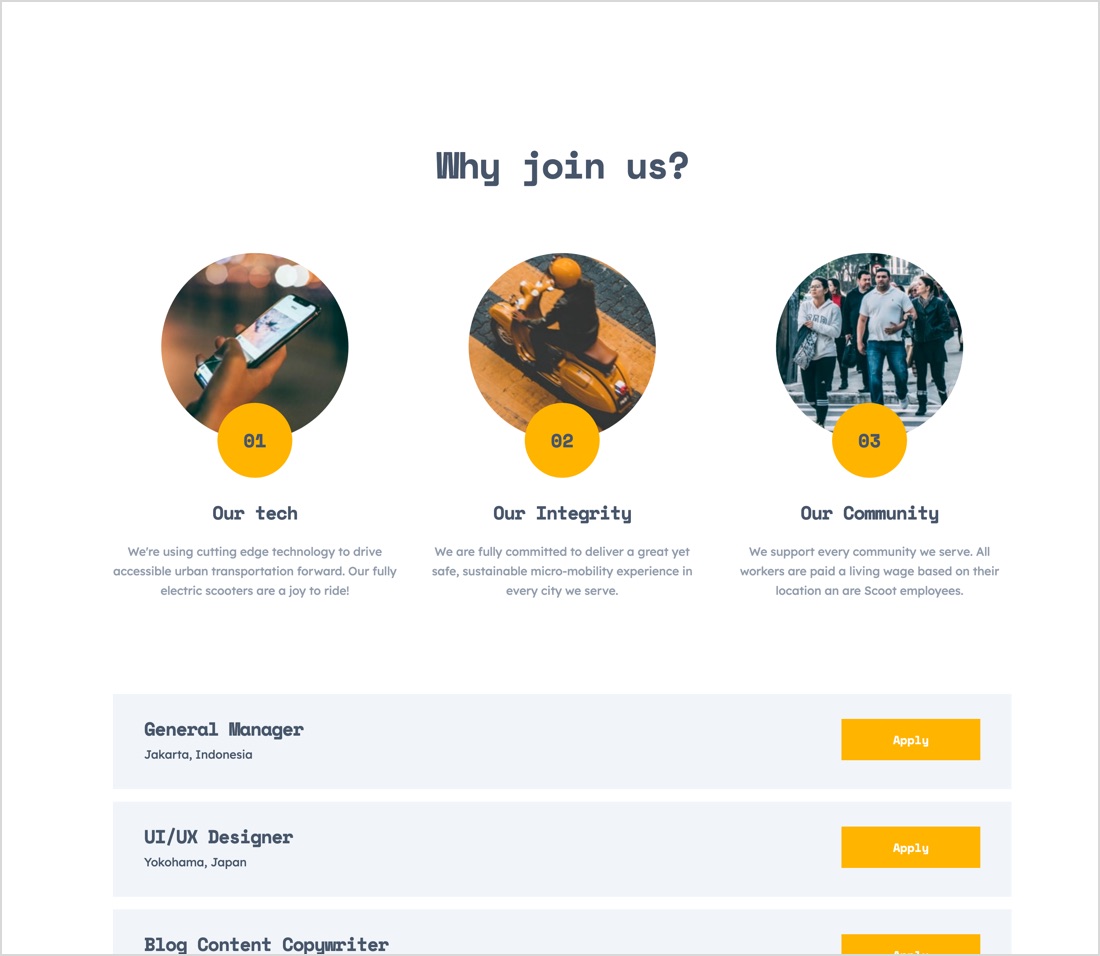 Why join us?
01
02
03
Our tech
We're using cutting edge technology to drive
accessible urban transportation forward. Our fully
electric scooters are a joy to ride!
Our Integrity
We are fully committed to deliver a great yet
safe, sustainable micro-mobility experience in
every city we serve.
Our Community
We support every community we serve. All
workers are paid a living wage based on their
location an are Scoot employees.
General Manager
Jakarta, Indonesia
Apply
UI/UX Designer
Yokohama, Japan
Apply
Blog Content Copywriter